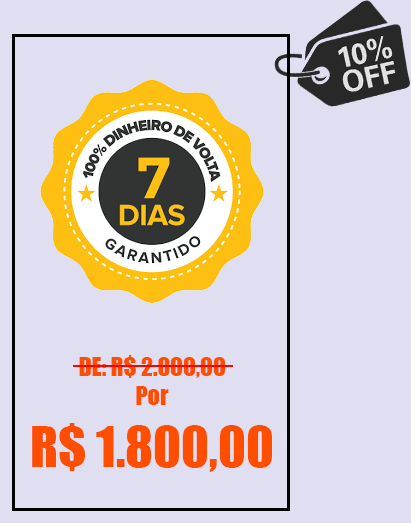 10%
OFF
100% DINHEIRO DE VOLTA
7
DIAS
GARANTIDO
DE: R$ 2.000,00
Por
R$ 1.800,00